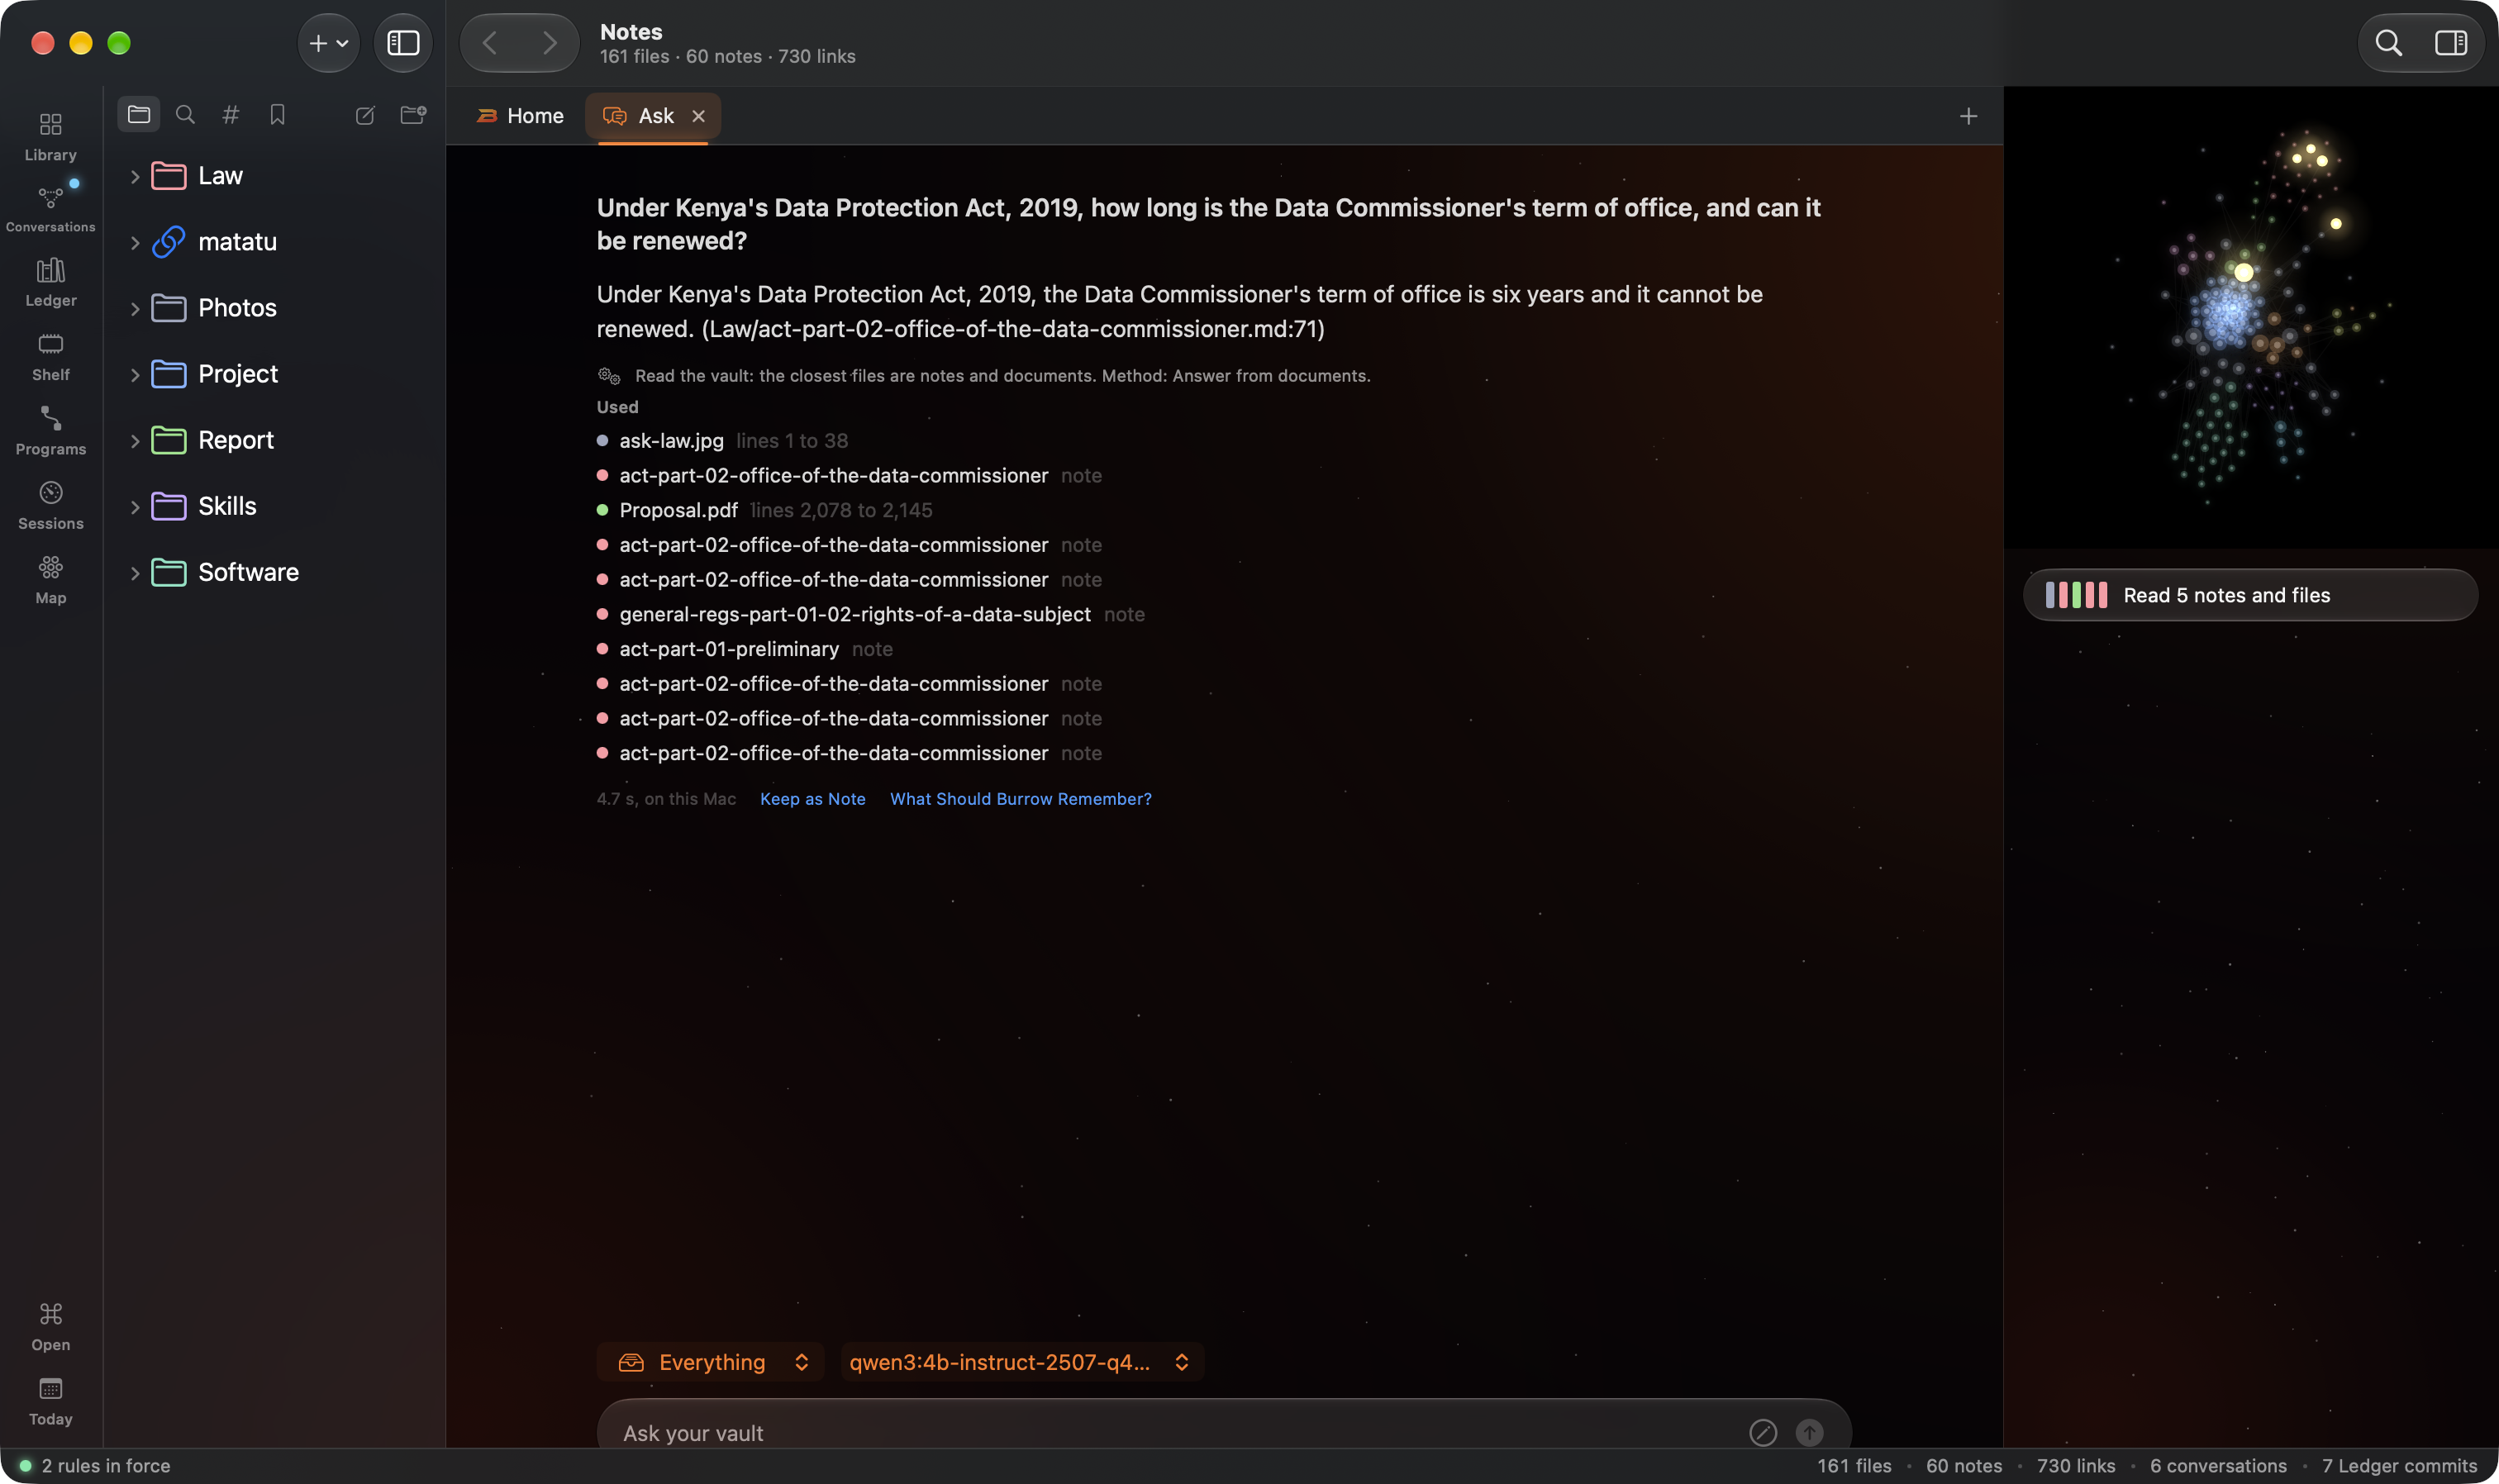 Notes
161 files · 60 notes · 730 links
Library
Conversations
Ledger
Shelf
Programs
Sessions
Map
Open
Today
Law
matatu
Photos
Project
Report
Skills
Software
Home
Ask
Under Kenya's Data Protection Act, 2019, how long is the Data Commissioner's term of office, and can it
be renewed?
Under Kenya's Data Protection Act, 2019, the Data Commissioner's term of office is six years and it cannot be
renewed. (Law/act-part-02-office-of-the-data-commissioner.md:71)
Read the vault: the closest files are notes and documents. Method: Answer from documents.
Used
ask-law.jpg lines 1 to 38
act-part-02-office-of-the-data-commissioner note
Proposal.pdf lines 2,078 to 2,145
act-part-02-office-of-the-data-commissioner note
act-part-02-office-of-the-data-commissioner note
general-regs-part-01-02-rights-of-a-data-subject note
act-part-01-preliminary note
act-part-02-office-of-the-data-commissioner note
act-part-02-office-of-the-data-commissioner note
act-part-02-office-of-the-data-commissioner note
4.7 s, on this Mac Keep as Note What Should Burrow Remember?
Read 5 notes and files
Everything qwen3:4b-instruct-2507-q4...
Ask your vault
2 rules in force
161 files · 60 notes · 730 links · 6 conversations · 7 Ledger commits